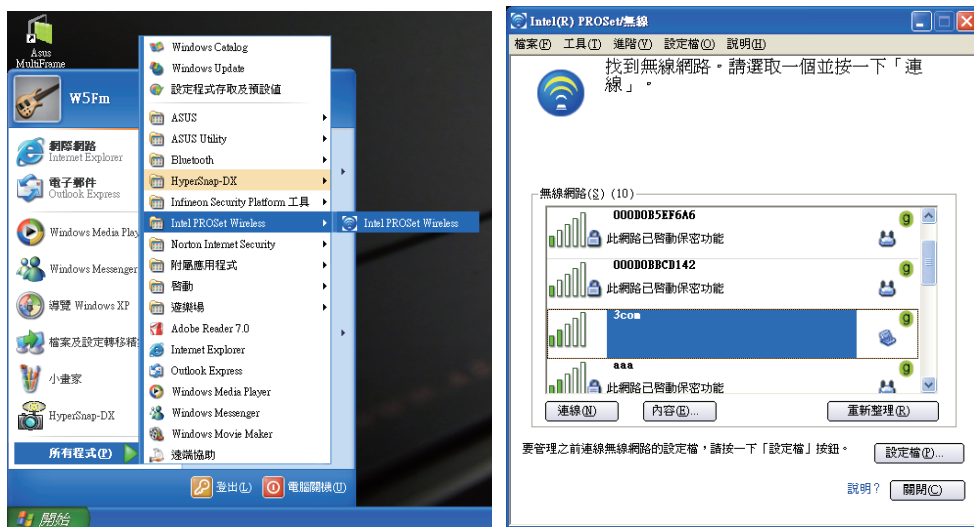 Asus
MultiFrame
W5Fm
網際網路
Internet Explorer
電子郵件
Outlook Express
Windows Media Play
Windows Messenger
導覽 Windows XP
檔案及設定轉移精
小畫家
HyperSnap-DX
所有程式(P)
Windows Catalog
Windows Update
設定程式存取及預設值
ASUS
ASUS Utility
Bluetooth
HyperSnap-DX
Infineon Security Platform 工具
Intel PROSet Wireless
Norton Internet Security
附屬應用程式
啟動
遊樂場
Adobe Reader 7.0
Internet Explorer
Outlook Express
Windows Media Player
Windows Messenger
Windows Movie Maker
遠端協助
Intel PROSet Wireless
登出(L) 電腦關機(U)
開始
Intel(R) PROSet/無線
檔案(F) 工具(T) 進階(V) 設定檔(O) 說明(H)
找到無線網路。請選取一個並按一下「連
線」。
無線網路(S) (10)
000D0B5EF6A6
g
此網路已啓動保密功能
000D0BBCD142
g
此網路已啓動保密功能
3com
g
aaa
g
此網路已啓動保密功能
連線(N) 內容(E)... 重新整理(R)
要管理之前連線無線網路的設定檔，請按一下「設定檔」按鈕。
設定檔(P)...
說明? 關閉(C)